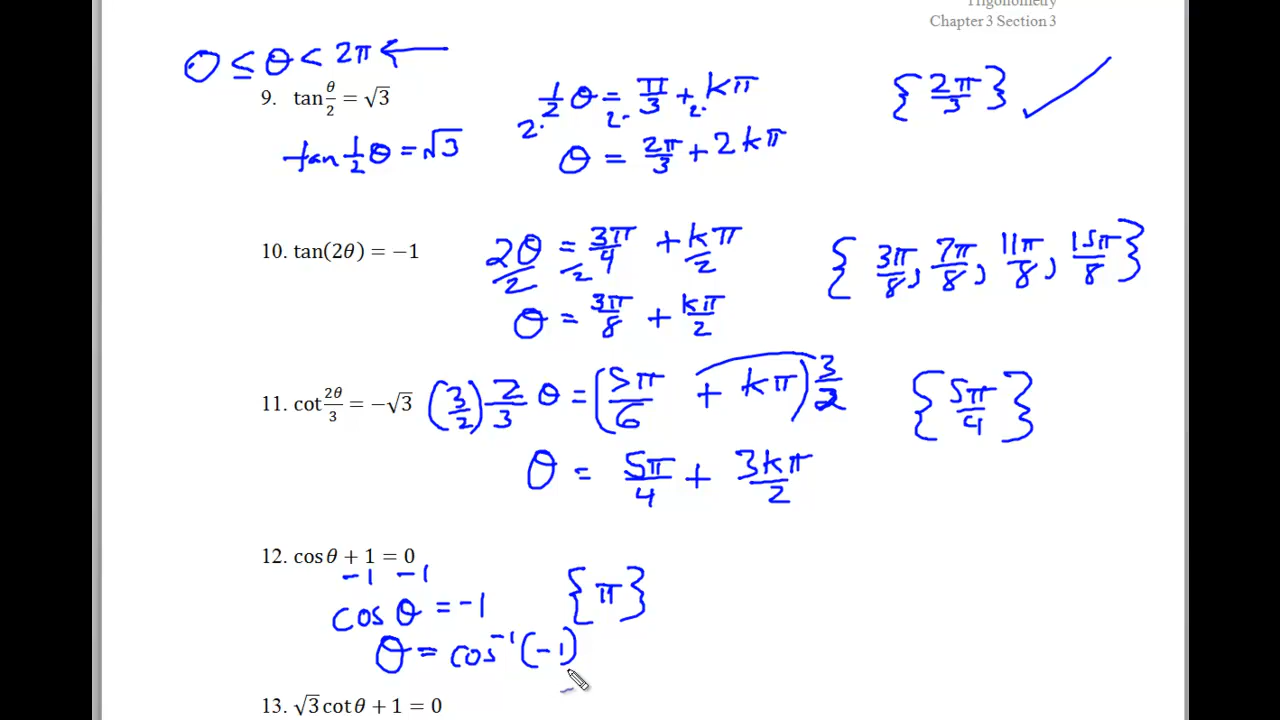 Trigonometry
Chapter 3 Section 3
0 ≤ θ < 2π ←
9. tan θ/2 = √3
1/2 θ = π/3 + kπ
2· 2· 2·
{2π/3} ✓
tan 1/2 θ = √3
θ = 2π/3 + 2kπ
10. tan(2θ) = −1
2θ/2 = 3π/4/2 + kπ/2
{3π/8, 7π/8, 11π/8, 15π/8}
θ = 3π/8 + kπ/2
11. cot 2θ/3 = −√3
(3/2) 2/3 θ = (5π/6 + kπ) 3/2
{5π/4}
θ = 5π/4 + 3kπ/2
12. cos θ + 1 = 0
−1 −1
cos θ = −1
{π}
θ = cos⁻¹(−1)
13. √3 cot θ + 1 = 0